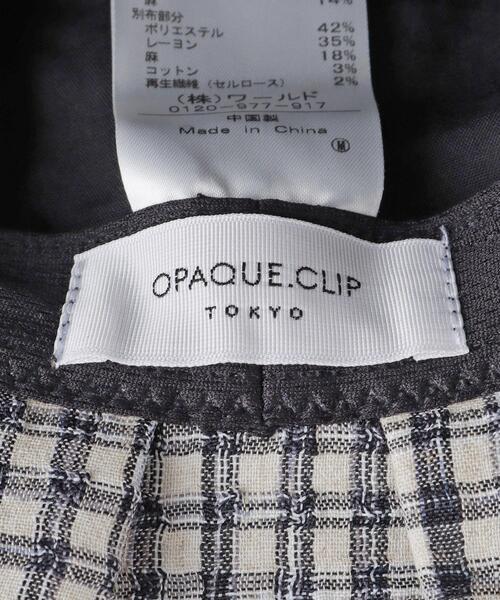 麻 14%
別布部分
ポリエステル 42%
レーヨン 35%
麻 18%
コットン 3%
再生繊維（セルロース） 2%
（株）ワールド
0120-977-917
中国製
Made in China
M
OPAQUE.CLIP
TOKYO